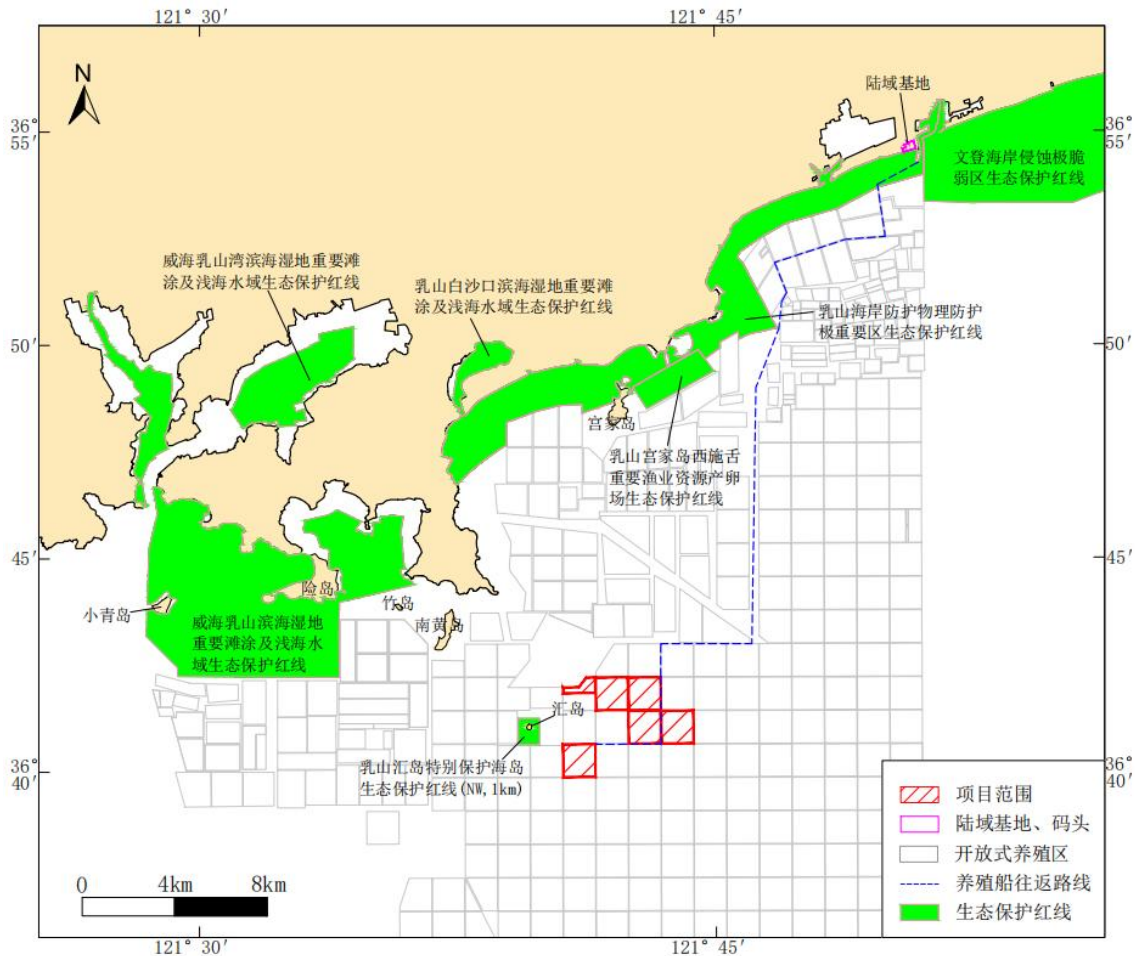 121° 30′
121° 45′
N
陆域基地
36°
55′
36°
55′
文登海岸侵蚀极脆
弱区生态保护红线
威海乳山湾滨海湿地重要滩
涂及浅海水域生态保护红线
乳山白沙口滨海湿地重要滩
涂及浅海水域生态保护红线
乳山海岸防护物理防护
极重要区生态保护红线
50′
50′
宫家岛
乳山宫家岛西施舌
重要渔业资源产卵
场生态保护红线
45′
45′
险岛
竹岛
小青岛
南黄岛
威海乳山滨海湿地
重要滩涂及浅海水
域生态保护红线
汇岛
乳山汇岛特别保护海岛
生态保护红线(NW,1km)
36°
40′
36°
40′
项目范围
陆域基地、码头
开放式养殖区
养殖船往返路线
生态保护红线
0 4km 8km
121° 30′
121° 45′